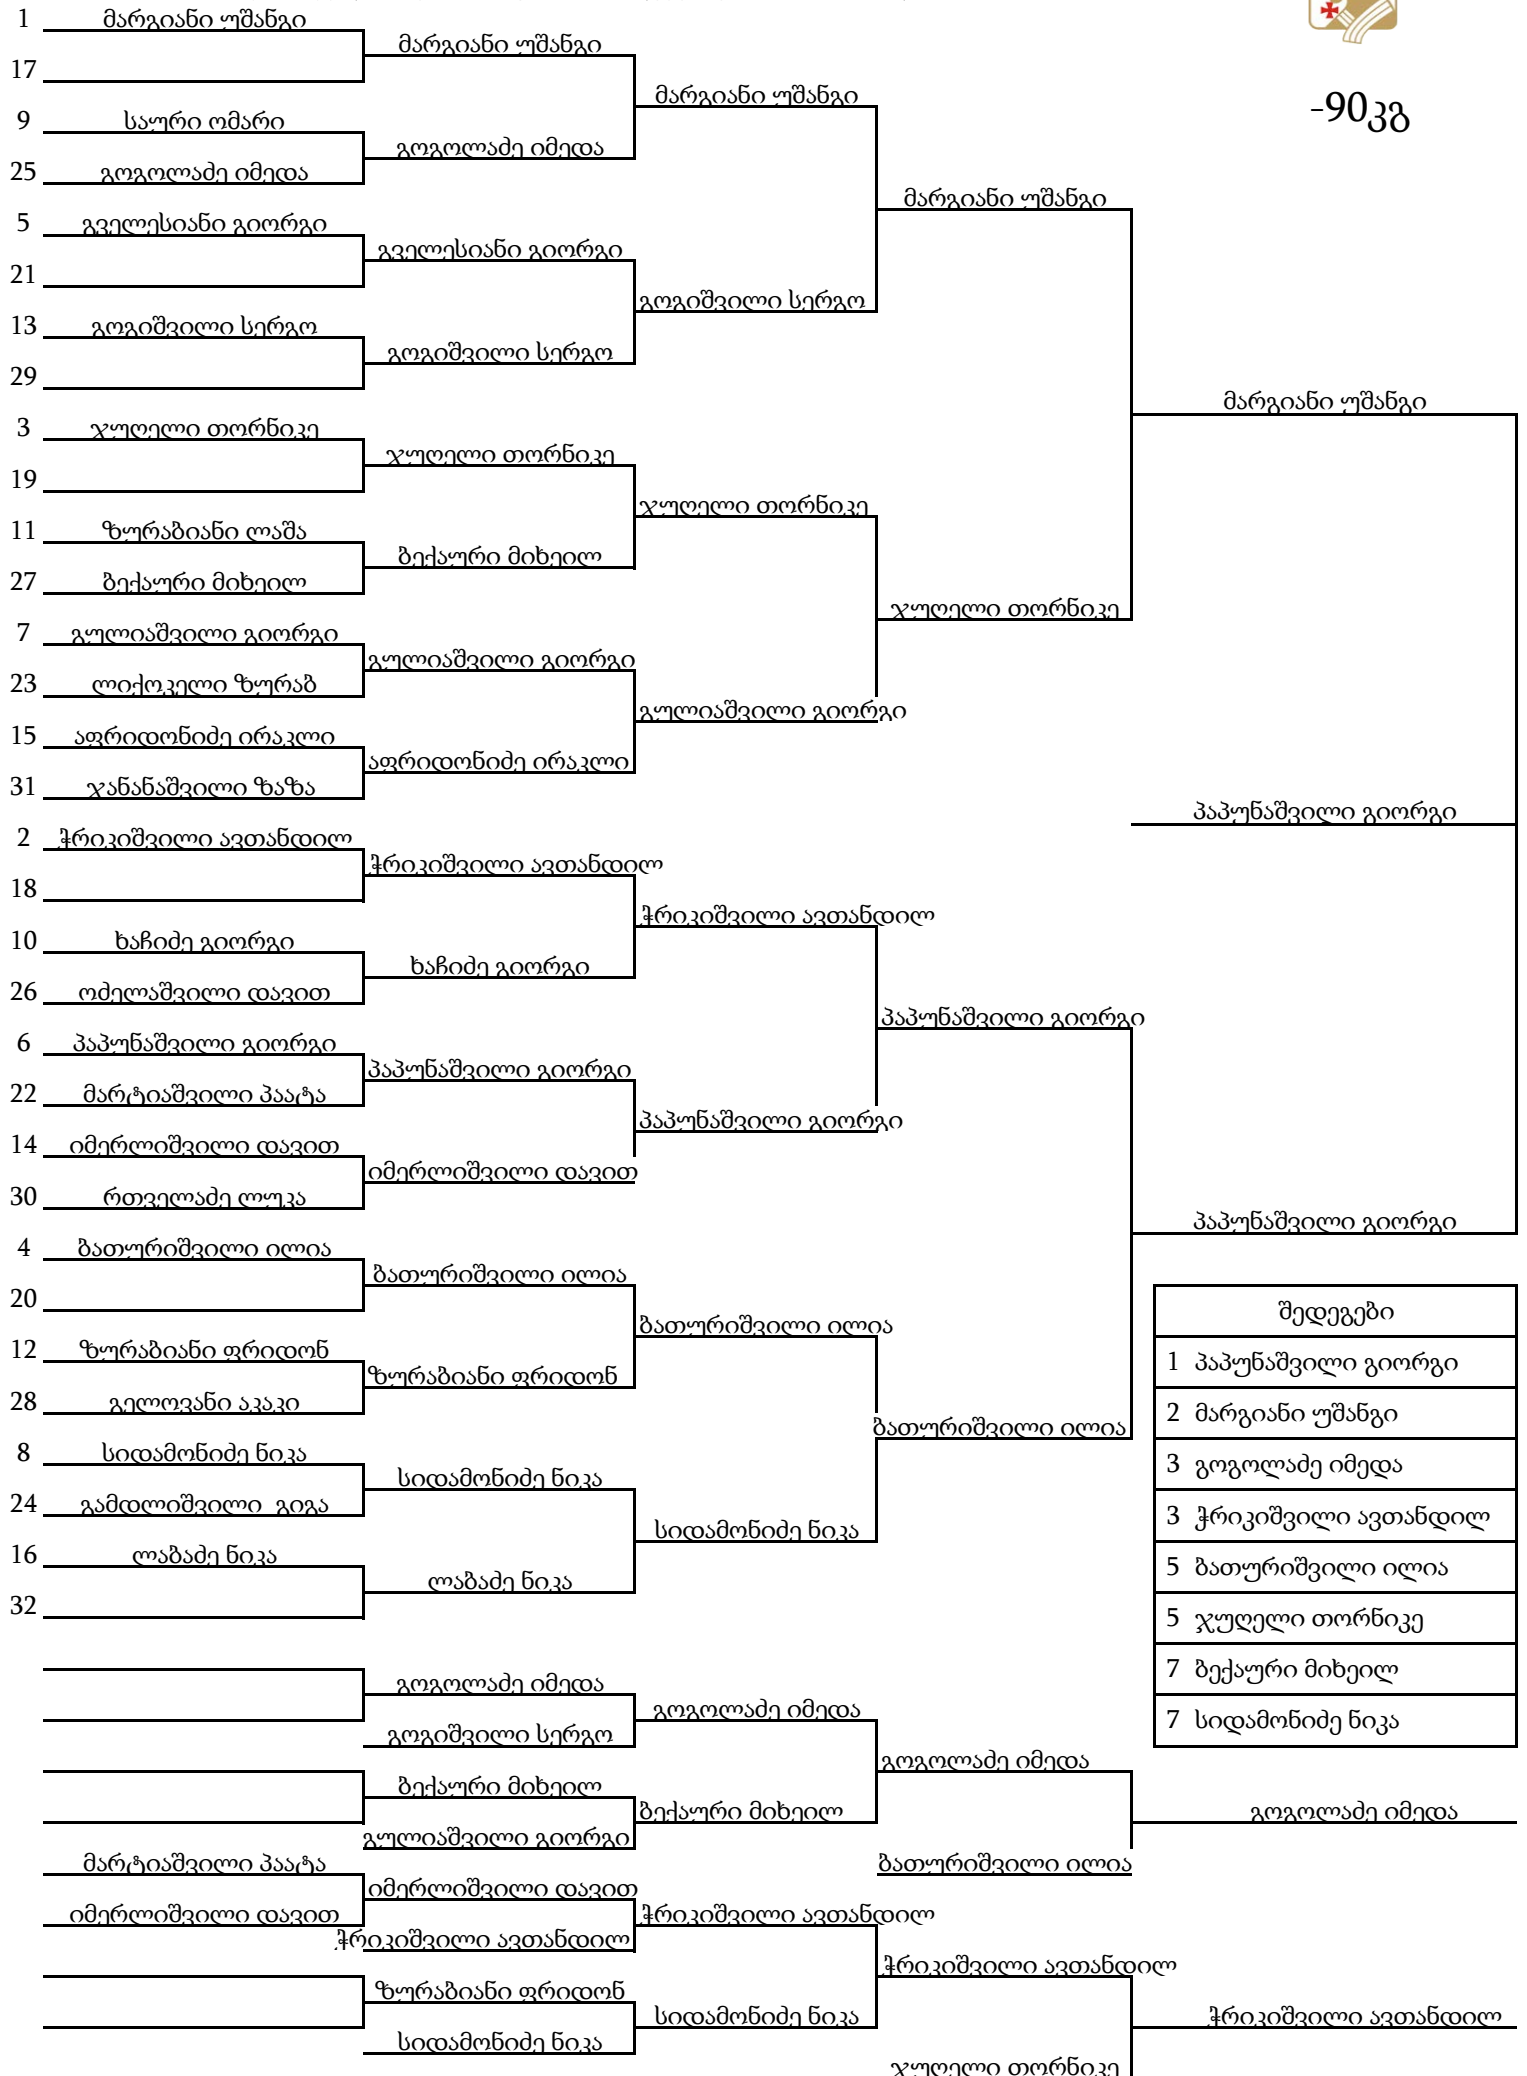 1 მარგიანი უშანგი
მარგიანი უშანგი
17
მარგიანი უშანგი
-90კგ
9 საური ომარი
გოგოლაძე იმედა
25 გოგოლაძე იმედა
მარგიანი უშანგი
5 გველესიანი გიორგი
გველესიანი გიორგი
21
გოგიშვილი სერგო
13 გოგიშვილი სერგო
გოგიშვილი სერგო
29
მარგიანი უშანგი
3 ჯუღელი თორნიკე
ჯუღელი თორნიკე
19
ჯუღელი თორნიკე
11 ზურაბიანი ლაშა
ბექაური მიხეილ
27 ბექაური მიხეილ
ჯუღელი თორნიკე
7 გულიაშვილი გიორგი
გულიაშვილი გიორგი
23 ლიქოკელი ზურაბ
გულიაშვილი გიორგი
15 აფრიდონიძე ირაკლი
აფრიდონიძე ირაკლი
31 ჯანანაშვილი ზაზა
პაპუნაშვილი გიორგი
2 ჭრიკიშვილი ავთანდილ
ჭრიკიშვილი ავთანდილ
18
ჭრიკიშვილი ავთანდილ
10 ხაჩიძე გიორგი
ხაჩიძე გიორგი
26 ოძელაშვილი დავით
პაპუნაშვილი გიორგი
6 პაპუნაშვილი გიორგი
პაპუნაშვილი გიორგი
22 მარტიაშვილი პაატა
პაპუნაშვილი გიორგი
14 იმერლიშვილი დავით
იმერლიშვილი დავით
30 რთველაძე ლუკა
პაპუნაშვილი გიორგი
4 ბათურიშვილი ილია
ბათურიშვილი ილია
20
ბათურიშვილი ილია
12 ზურაბიანი ფრიდონ
ზურაბიანი ფრიდონ
28 გელოვანი აკაკი
ბათურიშვილი ილია
8 სიდამონიძე ნიკა
სიდამონიძე ნიკა
24 გამდლიშვილი გიგა
სიდამონიძე ნიკა
16 ლაბაძე ნიკა
ლაბაძე ნიკა
32
შედეგები
1 პაპუნაშვილი გიორგი
2 მარგიანი უშანგი
3 გოგოლაძე იმედა
3 ჭრიკიშვილი ავთანდილ
5 ბათურიშვილი ილია
5 ჯუღელი თორნიკე
7 ბექაური მიხეილ
7 სიდამონიძე ნიკა
გოგოლაძე იმედა
გოგოლაძე იმედა
გოგიშვილი სერგო
გოგოლაძე იმედა
ბექაური მიხეილ
ბექაური მიხეილ
გოგოლაძე იმედა
გულიაშვილი გიორგი
მარტიაშვილი პაატა
ბათურიშვილი ილია
იმერლიშვილი დავით
იმერლიშვილი დავით
ჭრიკიშვილი ავთანდილ
ჭრიკიშვილი ავთანდილ
ჭრიკიშვილი ავთანდილ
ზურაბიანი ფრიდონ
სიდამონიძე ნიკა
ჭრიკიშვილი ავთანდილ
სიდამონიძე ნიკა
ჯუღელი თორნიკე